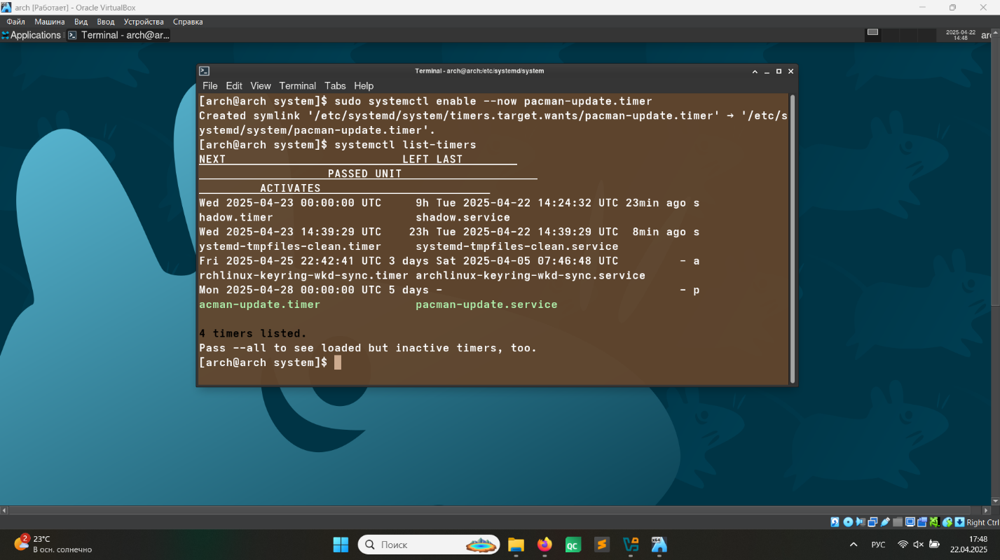 arch [Работает] - Oracle VirtualBox
Файл Машина Вид Ввод Устройства Справка
Applications Terminal - arch@ar... 2025-04-22
14:48
Terminal - arch@arch:/etc/systemd/system
File Edit View Terminal Tabs Help
[arch@arch system]$ sudo systemctl enable --now pacman-update.timer
Created symlink '/etc/systemd/system/timers.target.wants/pacman-update.timer' → '/etc/s
ystemd/system/pacman-update.timer'.
[arch@arch system]$ systemctl list-timers
NEXT LEFT LAST
PASSED UNIT
ACTIVATES
Wed 2025-04-23 00:00:00 UTC 9h Tue 2025-04-22 14:24:32 UTC 23min ago s
hadow.timer shadow.service
Wed 2025-04-23 14:39:29 UTC 23h Tue 2025-04-22 14:39:29 UTC 8min ago s
ystemd-tmpfiles-clean.timer systemd-tmpfiles-clean.service
Fri 2025-04-25 22:42:41 UTC 3 days Sat 2025-04-05 07:46:48 UTC - a
rchlinux-keyring-wkd-sync.timer archlinux-keyring-wkd-sync.service
Mon 2025-04-28 00:00:00 UTC 5 days - - p
acman-update.timer pacman-update.service
4 timers listed.
Pass --all to see loaded but inactive timers, too.
[arch@arch system]$
Right Ctrl
2
23°C
В осн. солнечно
Поиск
QC
x64
РУС
17:48
22.04.2025